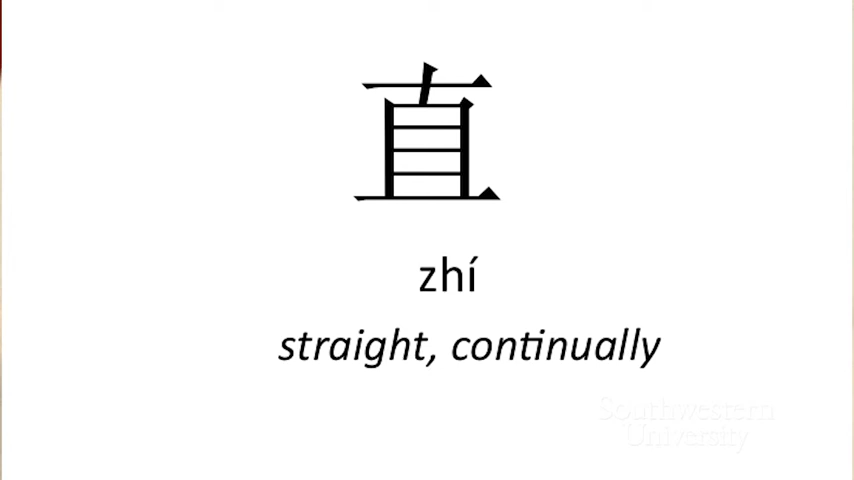 直
zhí
straight, continually
Southwestern
University